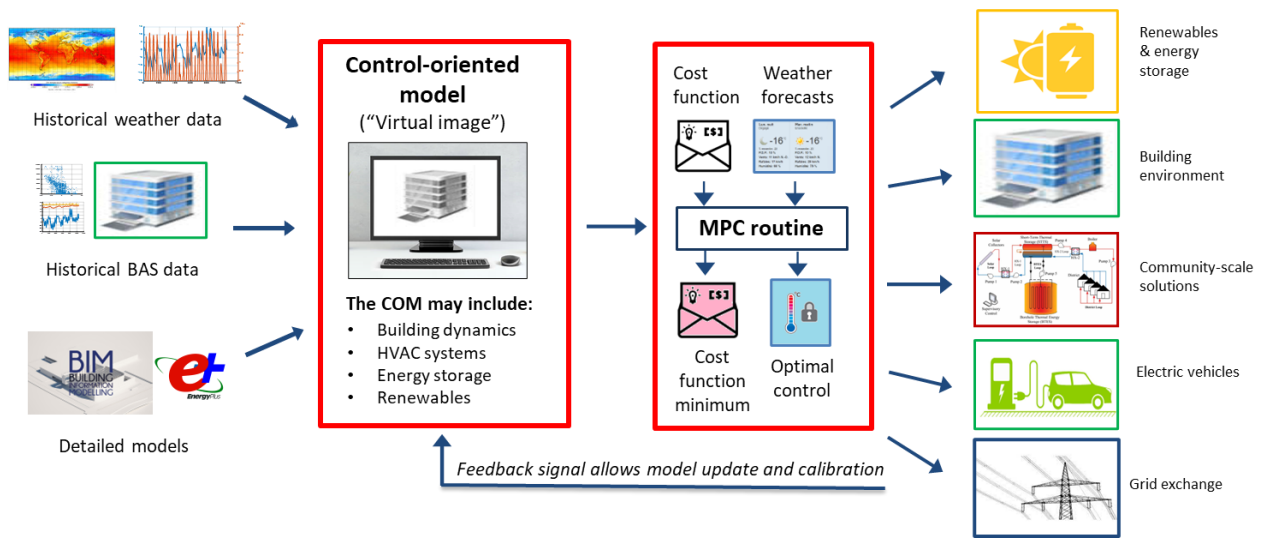 Historical weather data
Historical BAS data
BIM
BUILDING
INFORMATION
MODELLING
e+
EnergyPlus
Detailed models
Control-oriented
model
(“Virtual image”)
The COM may include:
• Building dynamics
• HVAC systems
• Energy storage
• Renewables
Cost
function
Weather
forecasts
[$]
-16°
-16°
MPC routine
[$]
°C
Cost
function
minimum
Optimal
control
Feedback signal allows model update and calibration
Renewables
& energy
storage
Building
environment
Community-scale
solutions
Electric vehicles
Grid exchange